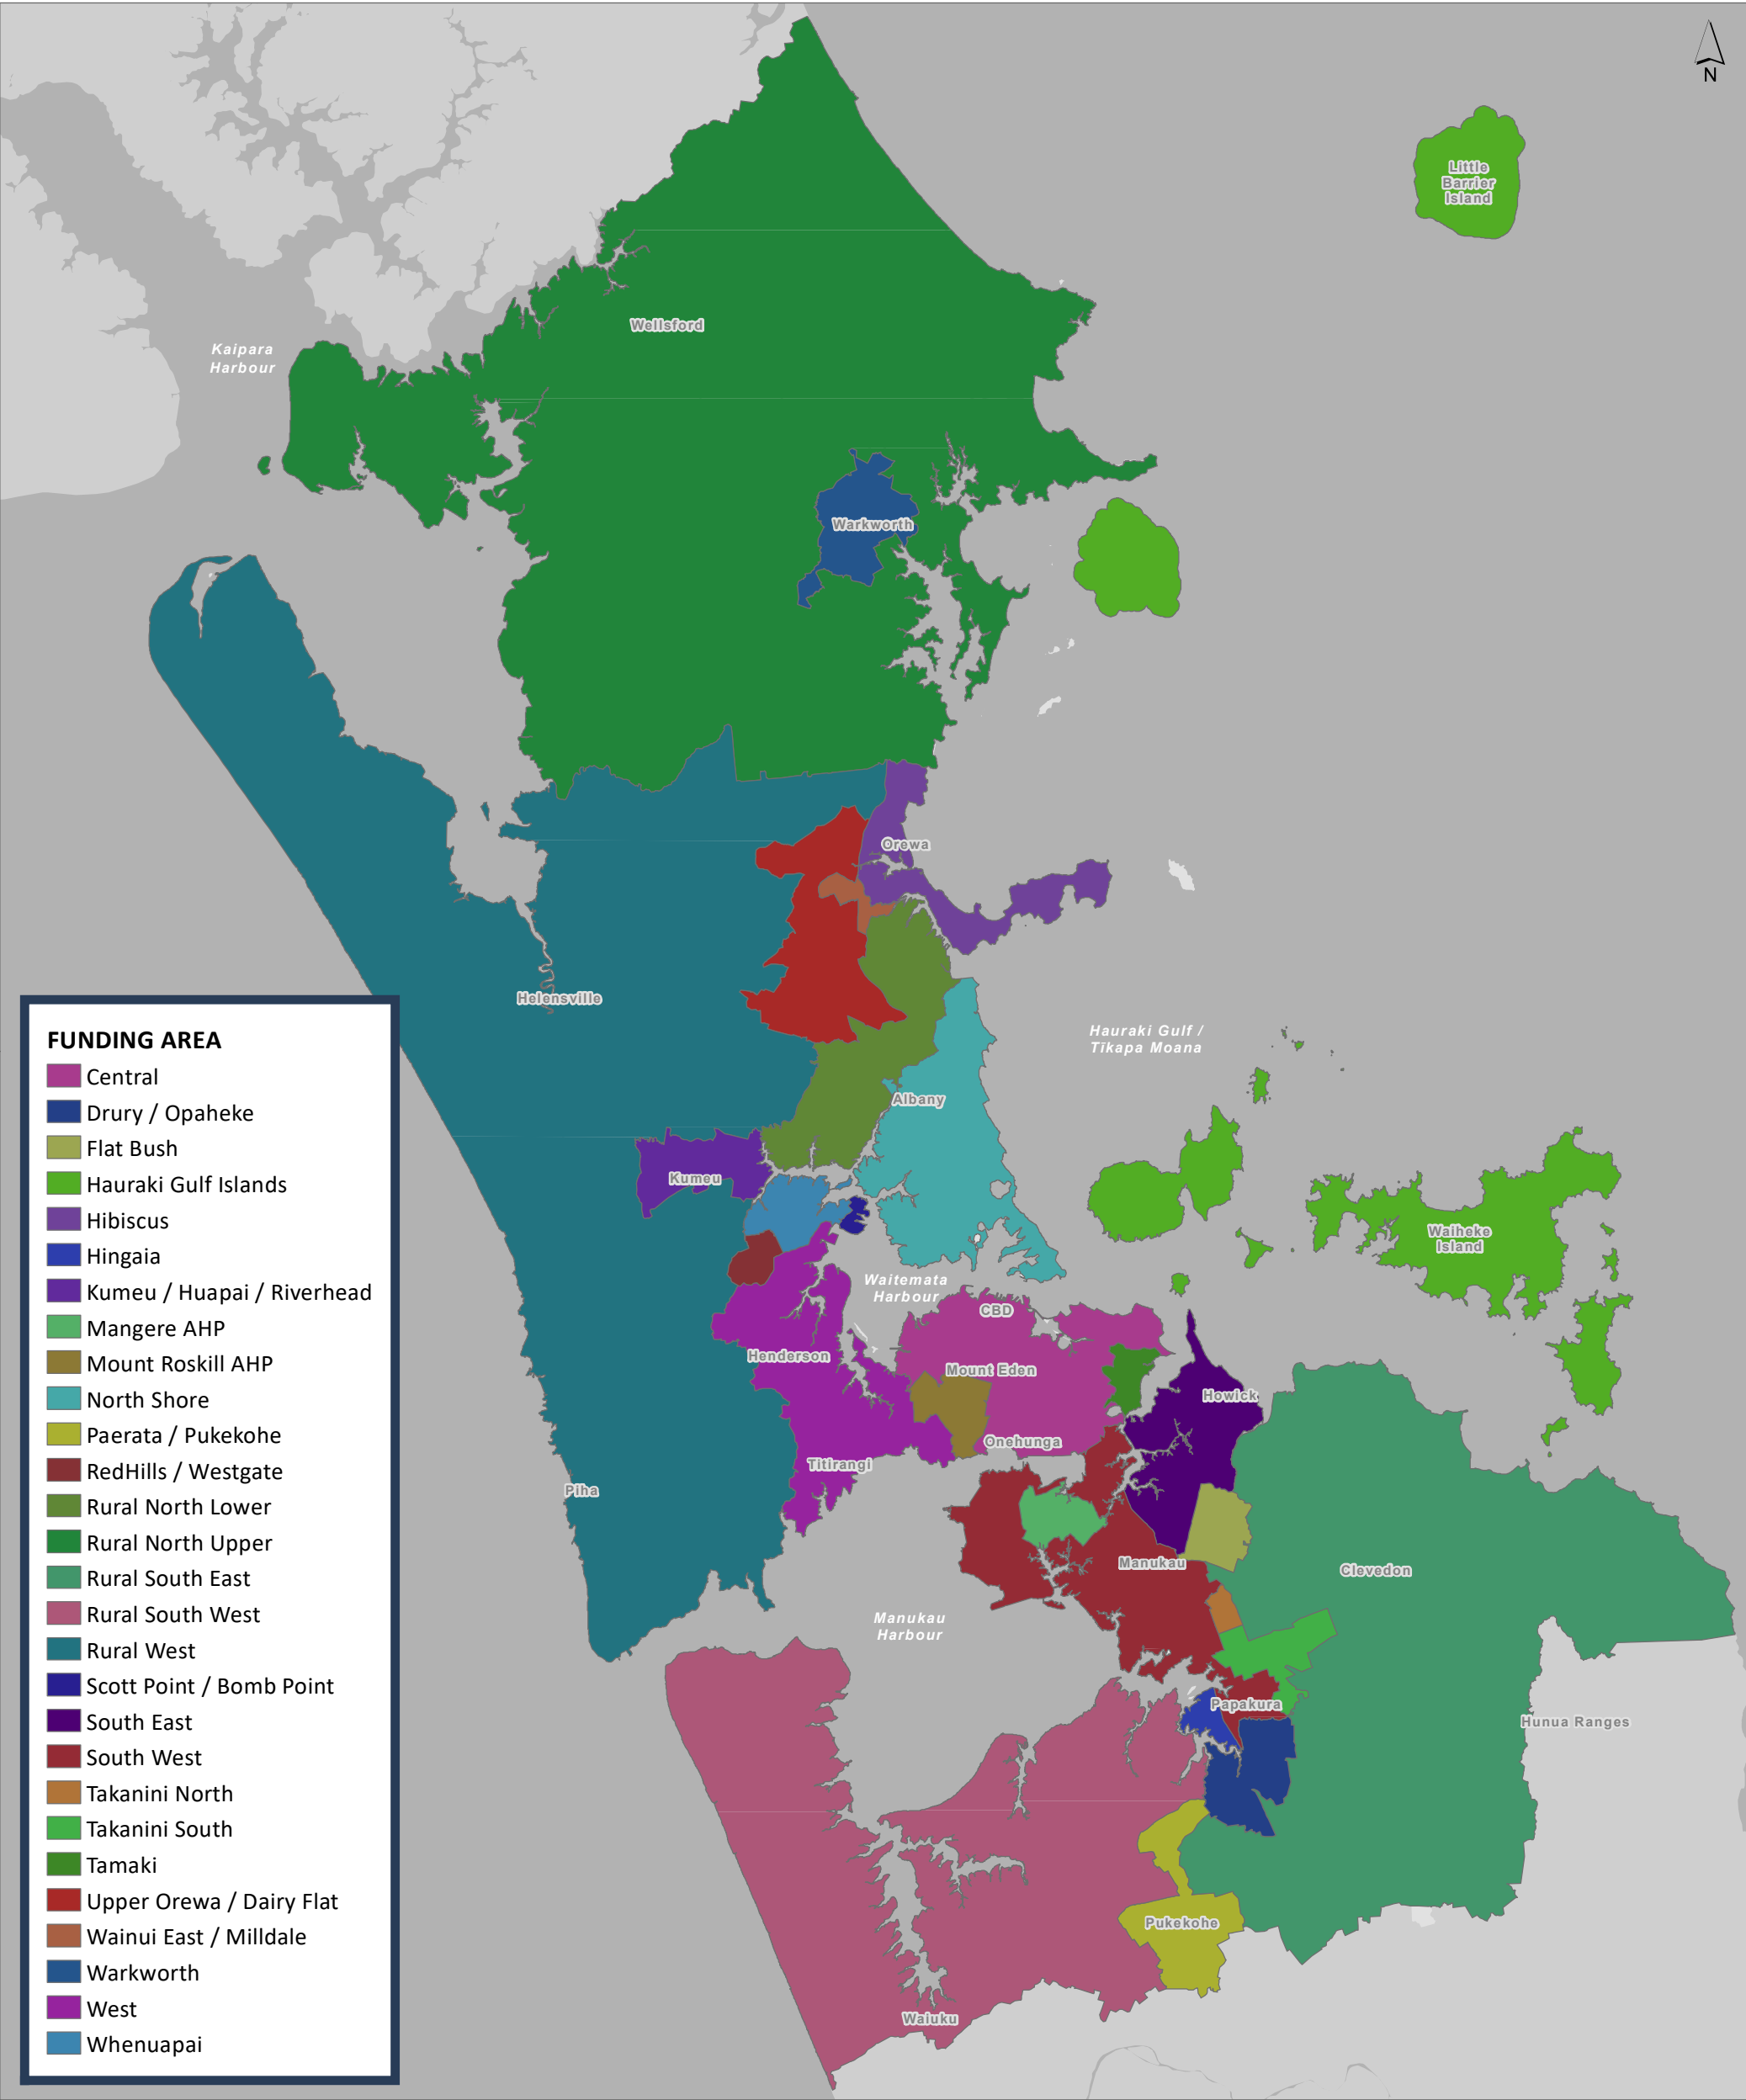 N
Little
Barrier
Island
Wellsford
Kaipara
Harbour
Warkworth
Orewa
Helensville
Hauraki Gulf /
Tikapa Moana
Albany
Kumeu
Waiheke
Island
Waitemata
Harbour
CBD
Henderson
Mount Eden
Howick
Onehunga
Titirangi
Piha
Manukau
Clevedon
Manukau
Harbour
Papakura
Hunua Ranges
Pukekohe
Waiuku
FUNDING AREA
Central
Drury / Opaheke
Flat Bush
Hauraki Gulf Islands
Hibiscus
Hingaia
Kumeu / Huapai / Riverhead
Mangere AHP
Mount Roskill AHP
North Shore
Paerata / Pukekohe
RedHills / Westgate
Rural North Lower
Rural North Upper
Rural South East
Rural South West
Rural West
Scott Point / Bomb Point
South East
South West
Takanini North
Takanini South
Tamaki
Upper Orewa / Dairy Flat
Wainui East / Milldale
Warkworth
West
Whenuapai